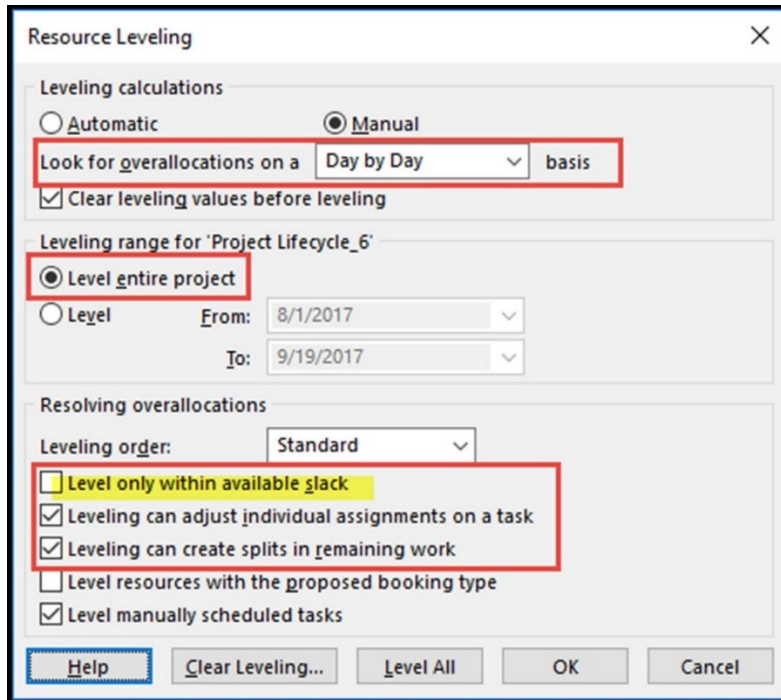 Resource Leveling
Leveling calculations
Automatic Manual
Look for overallocations on a Day by Day basis
Clear leveling values before leveling
Leveling range for 'Project Lifecycle_6'
Level entire project
Level From: 8/1/2017
To: 9/19/2017
Resolving overallocations
Leveling order: Standard
Level only within available slack
Leveling can adjust individual assignments on a task
Leveling can create splits in remaining work
Level resources with the proposed booking type
Level manually scheduled tasks
Help Clear Leveling... Level All OK Cancel